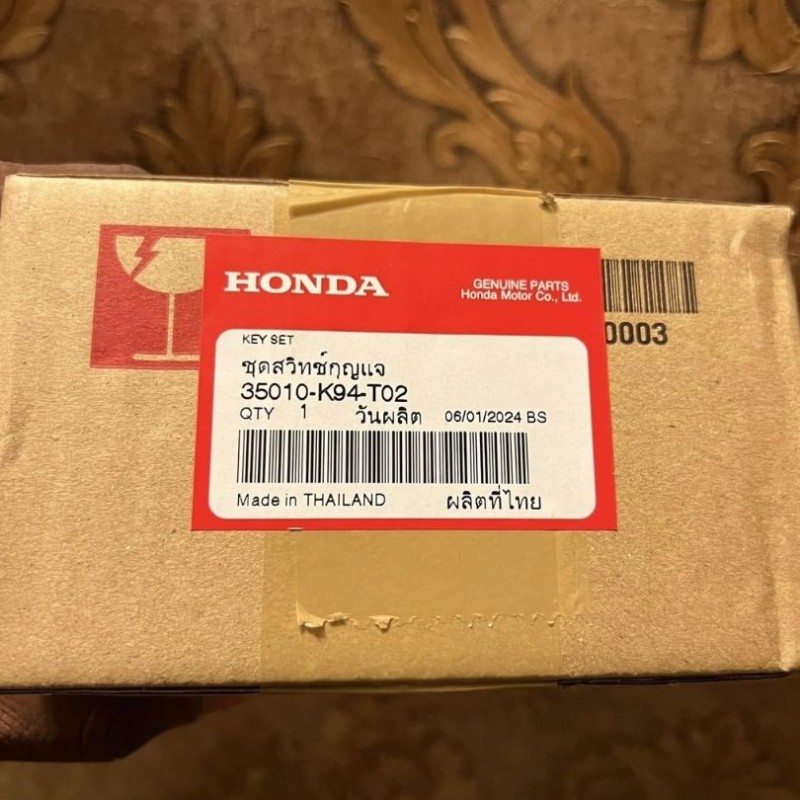 HONDA
GENUINE PARTS
Honda Motor Co., Ltd.
0003
KEY SET
ชุดสวิทช์กุญแจ
35010-K94-T02
QTY 1 วันผลิต 06/01/2024 BS
Made in THAILAND ผลิตที่ไทย